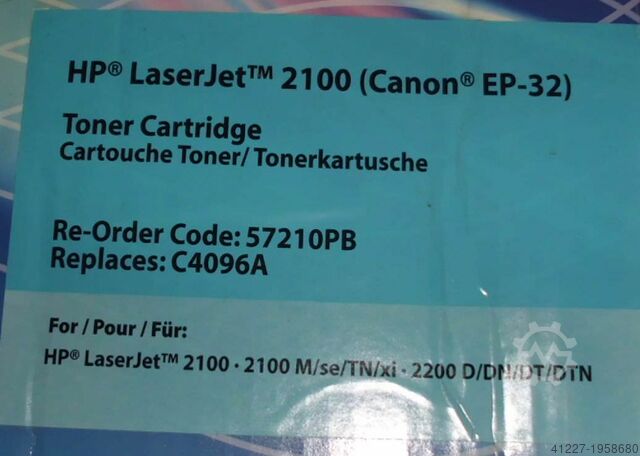 HP® LaserJet™ 2100 (Canon® EP-32)
Toner Cartridge
Cartouche Toner/ Tonerkartusche
Re-Order Code: 57210PB
Replaces: C4096A
For / Pour / Für:
HP® LaserJet™ 2100 · 2100 M/se/TN/xi · 2200 D/DN/DT/DTN
41227-1958680